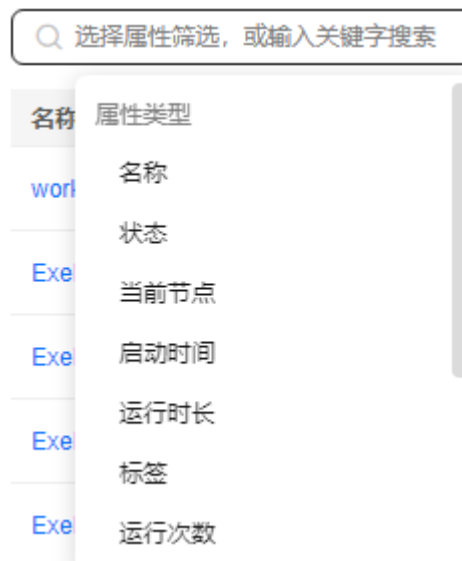 选择属性筛选，或输入关键字搜索
名称
属性类型
名称
work
状态
Exe
当前节点
启动时间
Exe
运行时长
Exe
标签
Exe
运行次数